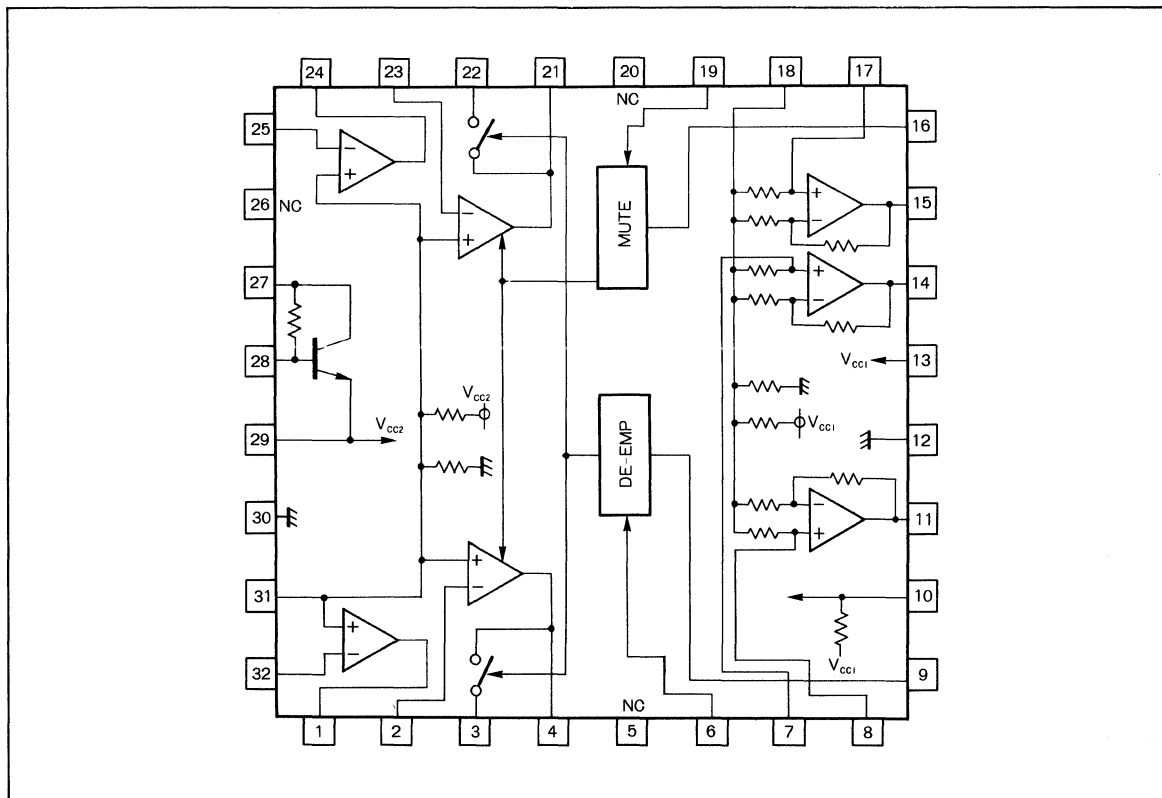 24 23 22 21 20 19 18 17
NC
25
16
MUTE
26 NC
15
27
14
28
VCC1 13
VCC2
VCC1
29 VCC2
DE-EMP
12
30
11
31
10
VCC1
32
9
NC
1 2 3 4 5 6 7 8
− +
− +
+ −
+ −
+ −
+ −
− +